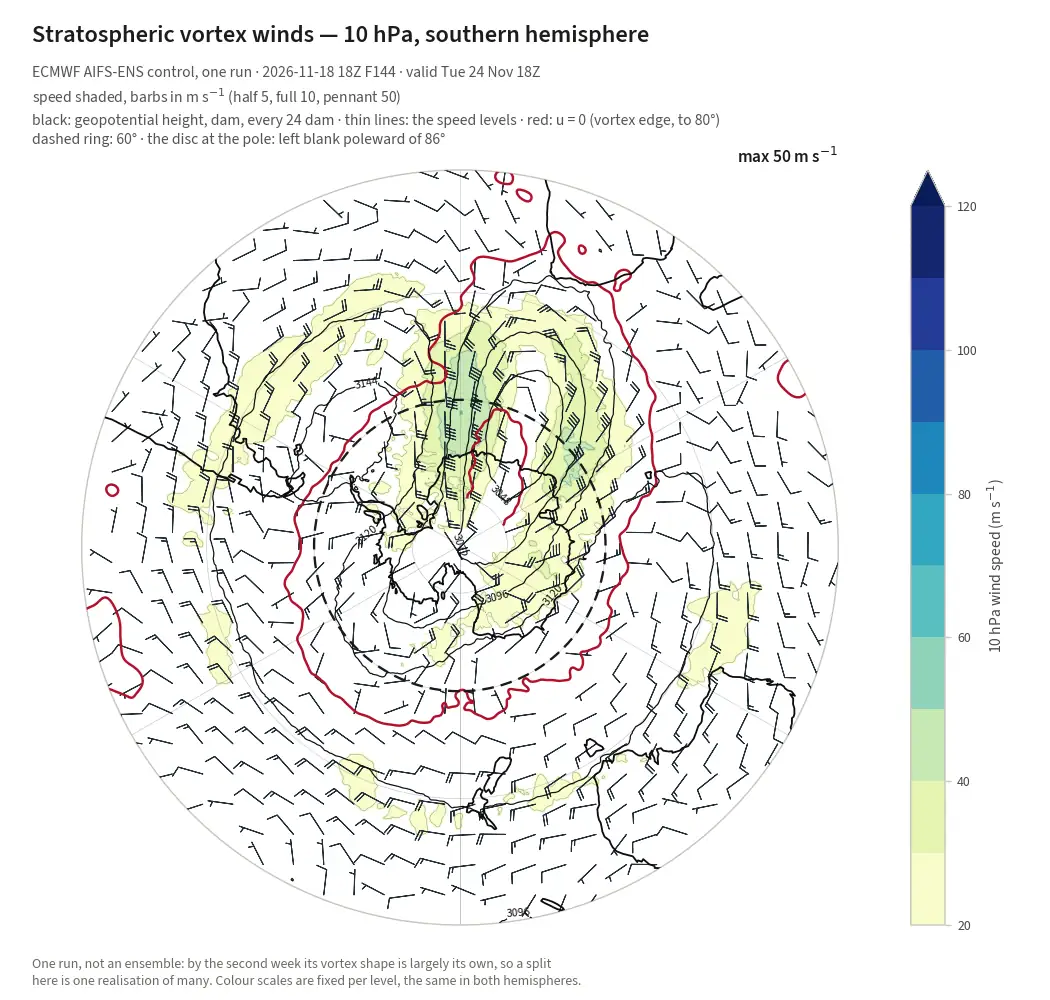 Stratospheric vortex winds — 10 hPa, southern hemisphere
ECMWF AIFS-ENS control, one run · 2026-11-18 18Z F144 · valid Tue 24 Nov 18Z
speed shaded, barbs in m s⁻¹ (half 5, full 10, pennant 50)
black: geopotential height, dam, every 24 dam · thin lines: the speed levels · red: u = 0 (vortex edge, to 80°)
dashed ring: 60° · the disc at the pole: left blank poleward of 86°
max 50 m s⁻¹
120
100
80
60
40
20
10 hPa wind speed (m s⁻¹)
3144
3120
3096
3120
3096
One run, not an ensemble: by the second week its vortex shape is largely its own, so a split
here is one realisation of many. Colour scales are fixed per level, the same in both hemispheres.